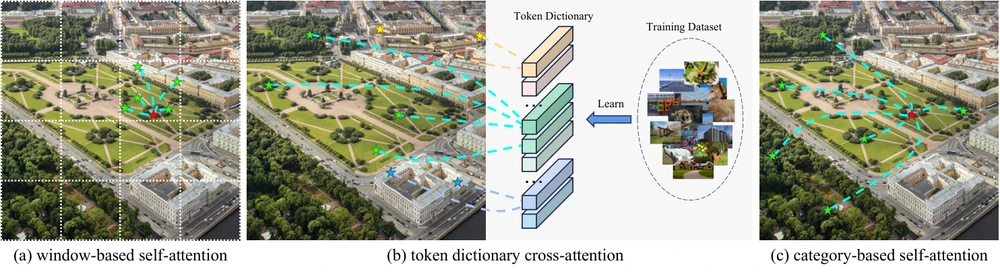 Token Dictionary
Training Dataset
Learn
(a) window-based self-attention
(b) token dictionary cross-attention
(c) category-based self-attention